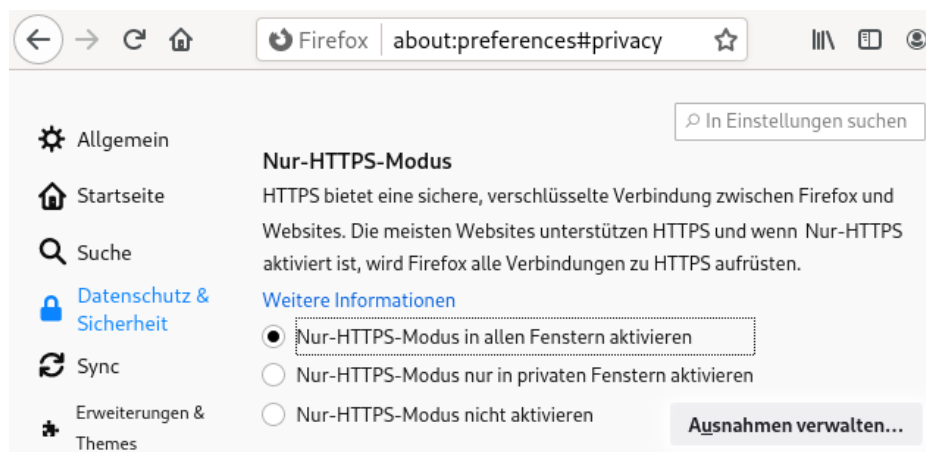 Firefox about:preferences#privacy
In Einstellungen suchen
Allgemein
Startseite
Suche
Datenschutz &
Sicherheit
Sync
Erweiterungen &
Themes
Nur-HTTPS-Modus
HTTPS bietet eine sichere, verschlüsselte Verbindung zwischen Firefox und
Websites. Die meisten Websites unterstützen HTTPS und wenn Nur-HTTPS
aktiviert ist, wird Firefox alle Verbindungen zu HTTPS aufrüsten.
Weitere Informationen
Nur-HTTPS-Modus in allen Fenstern aktivieren
Nur-HTTPS-Modus nur in privaten Fenstern aktivieren
Nur-HTTPS-Modus nicht aktivieren
Ausnahmen verwalten...